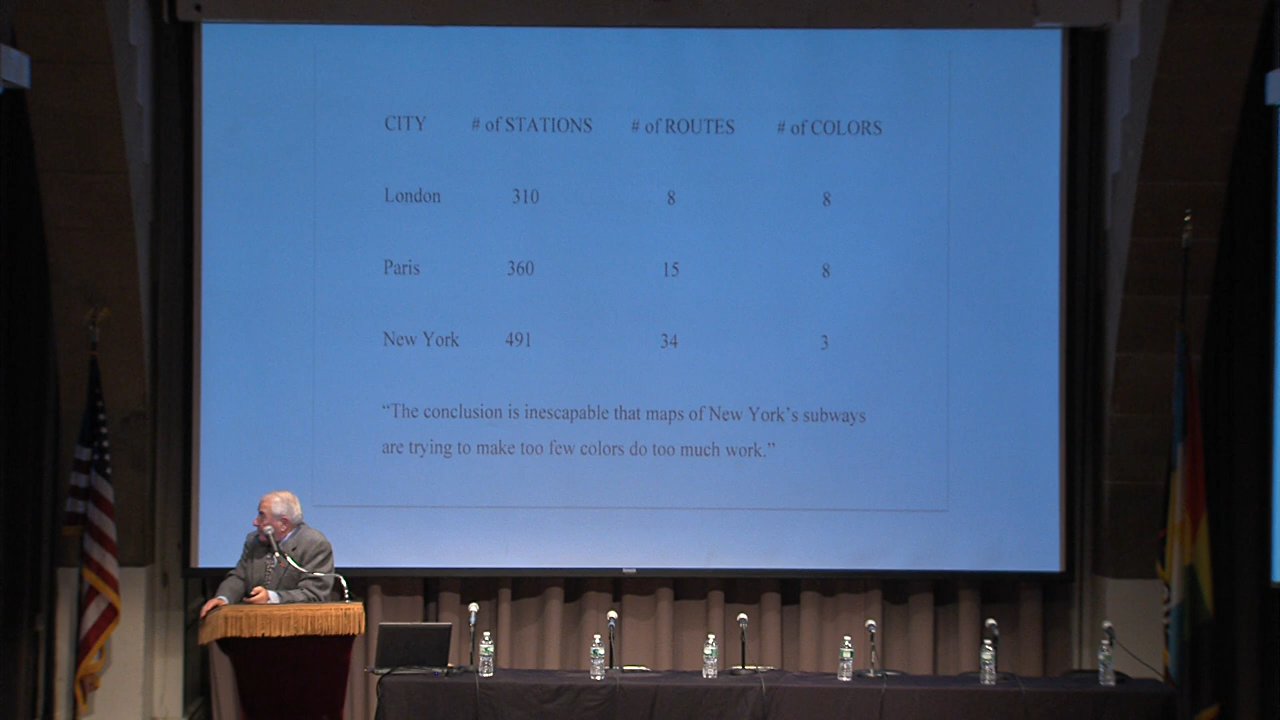 CITY # of STATIONS # of ROUTES # of COLORS
London 310 8 8
Paris 360 15 8
New York 491 34 3
“The conclusion is inescapable that maps of New York’s subways
are trying to make too few colors do too much work.”